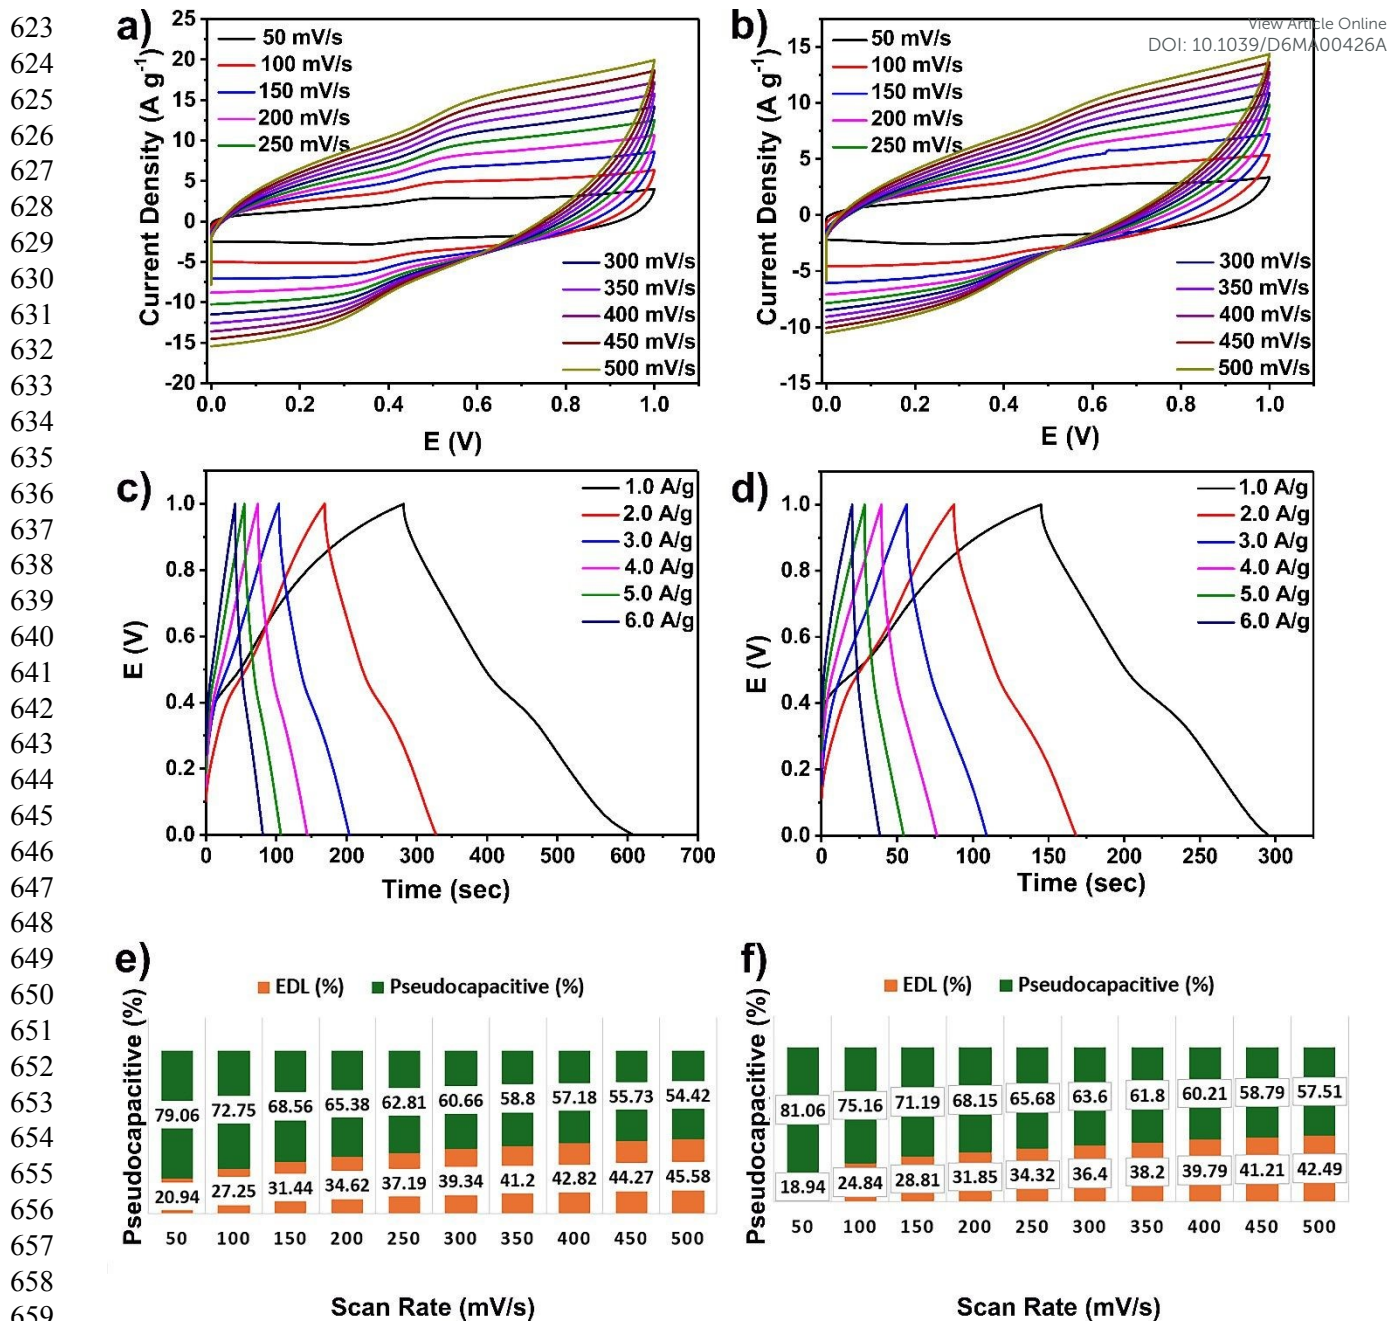 View Article Online
DOI: 10.1039/D6MA00426A
623
624
625
626
627
628
629
630
631
632
633
634
635
636
637
638
639
640
641
642
643
644
645
646
647
648
649
650
651
652
653
654
655
656
657
658
659
a)
Current Density (A g⁻¹)
25
20
15
10
5
0
-5
-10
-15
-20
50 mV/s
100 mV/s
150 mV/s
200 mV/s
250 mV/s
300 mV/s
350 mV/s
400 mV/s
450 mV/s
500 mV/s
0.0 0.2 0.4 0.6 0.8 1.0
E (V)
b)
Current Density (A g⁻¹)
15
10
5
0
-5
-10
-15
50 mV/s
100 mV/s
150 mV/s
200 mV/s
250 mV/s
300 mV/s
350 mV/s
400 mV/s
450 mV/s
500 mV/s
0.0 0.2 0.4 0.6 0.8 1.0
E (V)
c)
E (V)
1.0
0.8
0.6
0.4
0.2
0.0
1.0 A/g
2.0 A/g
3.0 A/g
4.0 A/g
5.0 A/g
6.0 A/g
0 100 200 300 400 500 600 700
Time (sec)
d)
E (V)
1.0
0.8
0.6
0.4
0.2
0.0
1.0 A/g
2.0 A/g
3.0 A/g
4.0 A/g
5.0 A/g
6.0 A/g
0 50 100 150 200 250 300
Time (sec)
e)
EDL (%) Pseudocapacitive (%)
Pseudocapacitive (%)
79.06 72.75 68.56 65.38 62.81 60.66 58.8 57.18 55.73 54.42
20.94 27.25 31.44 34.62 37.19 39.34 41.2 42.82 44.27 45.58
50 100 150 200 250 300 350 400 450 500
Scan Rate (mV/s)
f)
EDL (%) Pseudocapacitive (%)
Pseudocapacitive (%)
81.06 75.16 71.19 68.15 65.68 63.6 61.8 60.21 58.79 57.51
18.94 24.84 28.81 31.85 34.32 36.4 38.2 39.79 41.21 42.49
50 100 150 200 250 300 350 400 450 500
Scan Rate (mV/s)